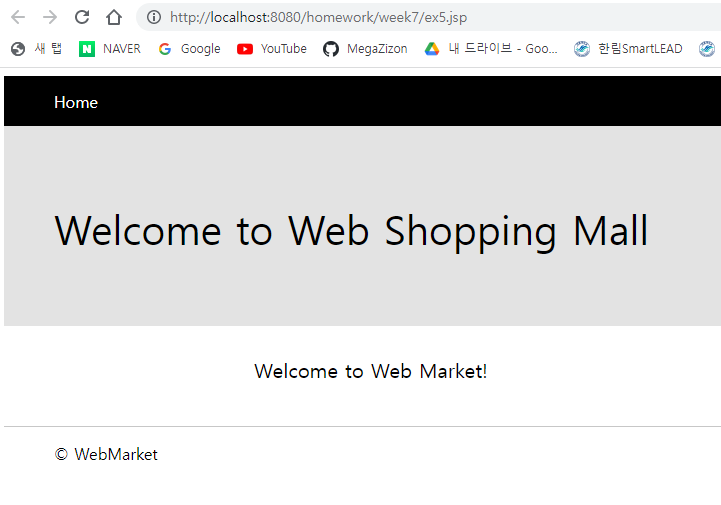 http://localhost:8080/homework/week7/ex5.jsp
새 탭 NAVER Google YouTube MegaZizon 내 드라이브 - Goo... 한림SmartLEAD
Home
Welcome to Web Shopping Mall
Welcome to Web Market!
© WebMarket